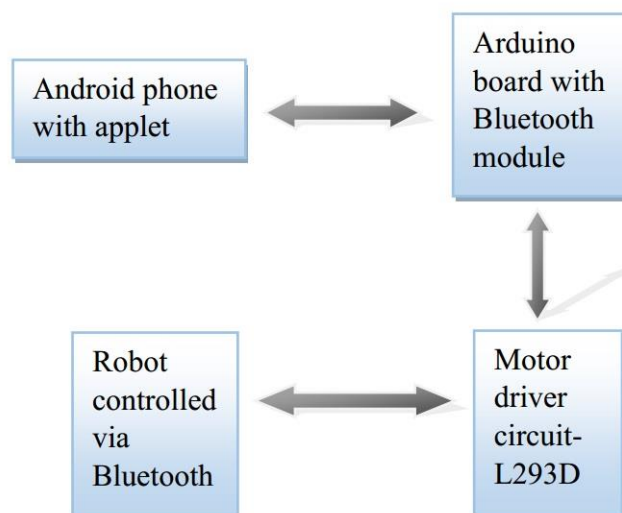 Android phone
with applet
Arduino
board with
Bluetooth
module
Robot
controlled
via
Bluetooth
Motor
driver
circuit-
L293D